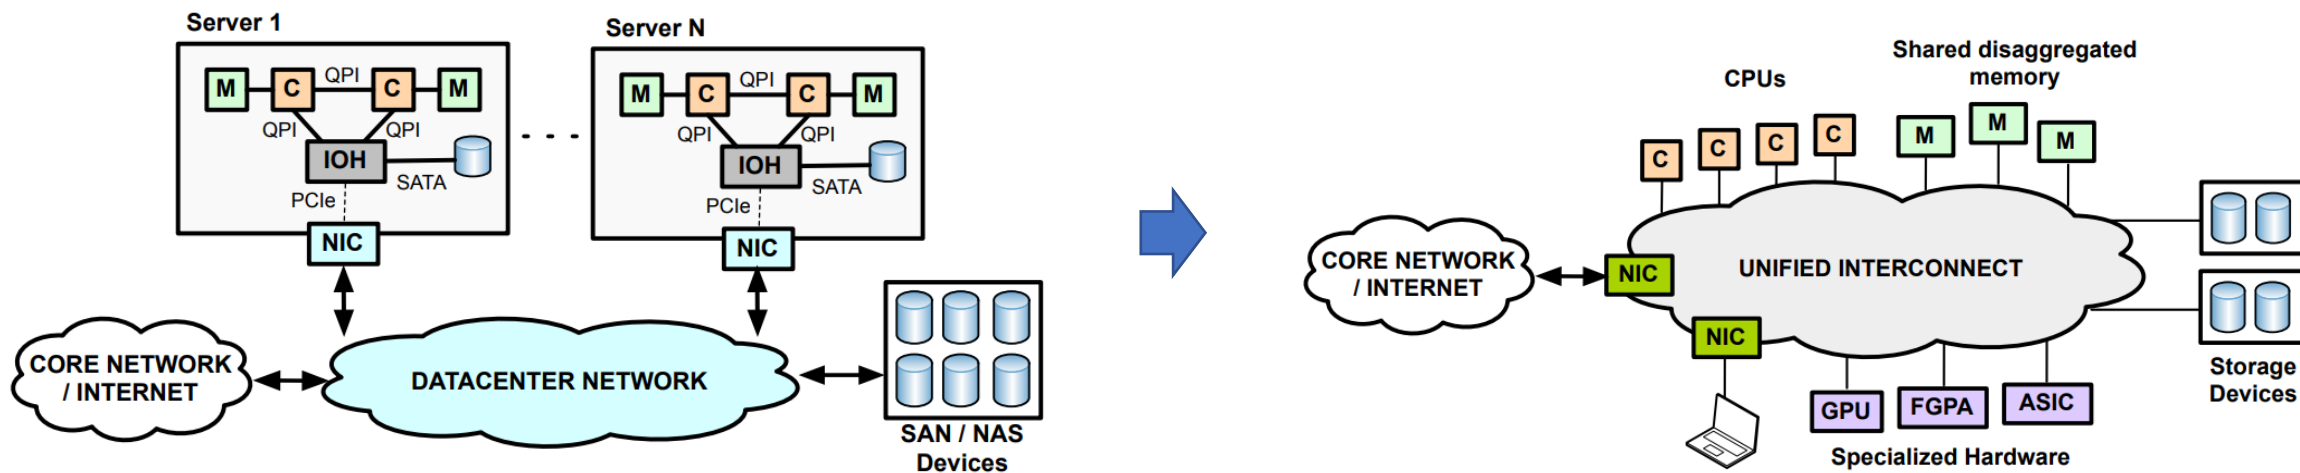 Server 1
M
C
QPI
C
M
QPI
QPI
IOH
SATA
PCIe
NIC
Server N
M
C
QPI
C
M
QPI
QPI
IOH
SATA
PCIe
NIC
CORE NETWORK
/ INTERNET
DATACENTER NETWORK
SAN / NAS
Devices
CPUs
Shared disaggregated
memory
C
C
C
C
M
M
M
CORE NETWORK
/ INTERNET
NIC
UNIFIED INTERCONNECT
NIC
GPU
FGPA
ASIC
Specialized Hardware
Storage
Devices